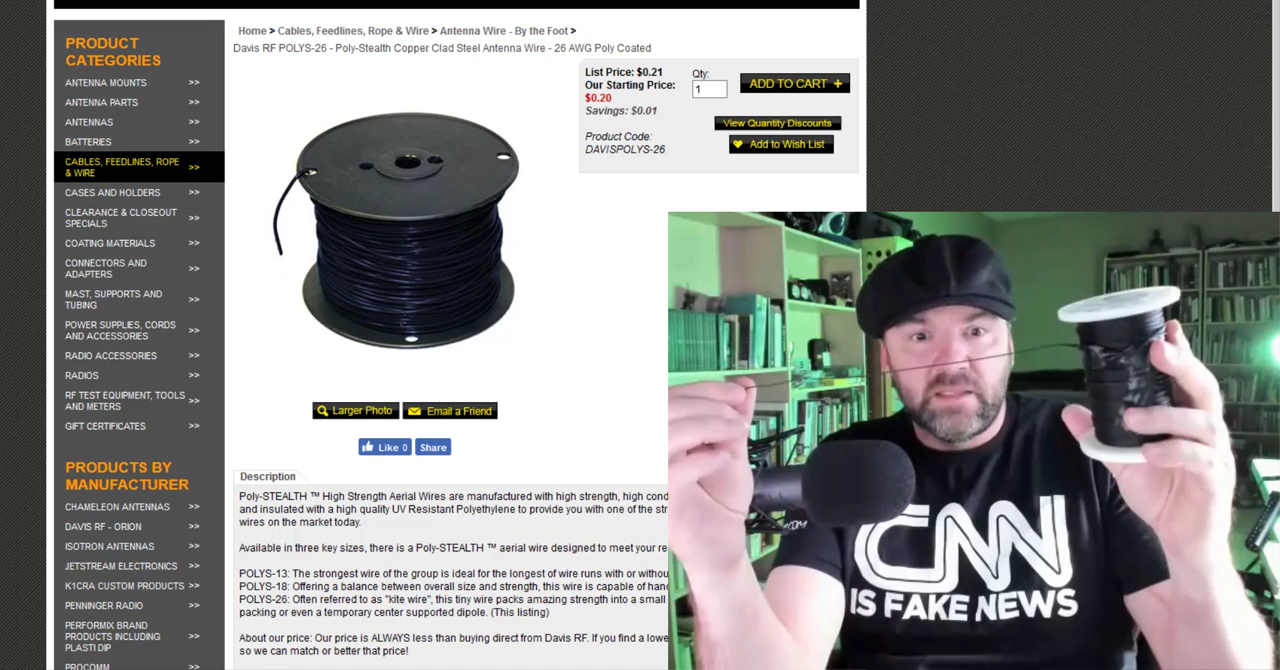 Home > Cables, Feedlines, Rope & Wire > Antenna Wire - By the Foot >
Davis RF POLYS-26 - Poly-Stealth Copper Clad Steel Antenna Wire - 26 AWG Poly Coated
PRODUCT
CATEGORIES
ANTENNA MOUNTS >>
ANTENNA PARTS >>
ANTENNAS >>
BATTERIES >>
CABLES, FEEDLINES, ROPE
& WIRE >>
CASES AND HOLDERS >>
CLEARANCE & CLOSEOUT
SPECIALS >>
COATING MATERIALS >>
CONNECTORS AND
ADAPTERS >>
MAST, SUPPORTS AND
TUBING >>
POWER SUPPLIES, CORDS
AND ACCESSORIES >>
RADIO ACCESSORIES >>
RADIOS >>
RF TEST EQUIPMENT, TOOLS
AND METERS >>
GIFT CERTIFICATES >>
PRODUCTS BY
MANUFACTURER
CHAMELEON ANTENNAS >>
DAVIS RF - ORION >>
ISOTRON ANTENNAS >>
JETSTREAM ELECTRONICS >>
K1CRA CUSTOM PRODUCTS >>
PENNINGER RADIO >>
PERFORMIX BRAND
PRODUCTS INCLUDING
PLASTI DIP >>
PROCOMM >>
List Price: $0.21
Our Starting Price:
$0.20
Savings: $0.01
Product Code:
DAVISPOLYS-26
Qty:
1
ADD TO CART +
View Quantity Discounts
Add to Wish List
Larger Photo
Email a Friend
Like 0
Share
Description
Poly-STEALTH ™ High Strength Aerial Wires are manufactured with high strength, high cond
and insulated with a high quality UV Resistant Polyethylene to provide you with one of the str
wires on the market today.
Available in three key sizes, there is a Poly-STEALTH ™ aerial wire designed to meet your re
POLYS-13: The strongest wire of the group is ideal for the longest of wire runs with or withou
POLYS-18: Offering a balance between overall size and strength, this wire is capable of han
POLYS-26: Often referred to as "kite wire", this tiny wire packs amazing strength into a small
packing or even a temporary center supported dipole. (This listing)
About our price: Our price is ALWAYS less than buying direct from Davis RF. If you find a lowe
so we can match or better that price!
CNN
IS FAKE NEWS